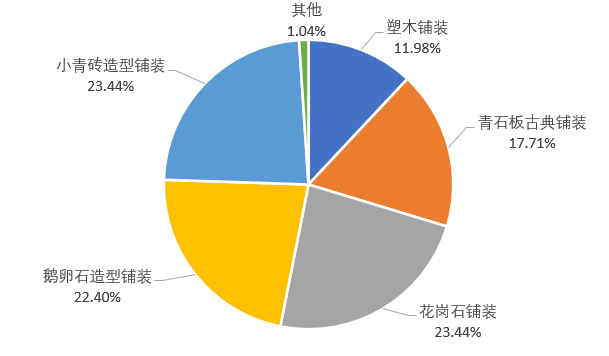 其他
1.04%
塑木铺装
11.98%
青石板古典铺装
17.71%
花岗石铺装
23.44%
鹅卵石造型铺装
22.40%
小青砖造型铺装
23.44%